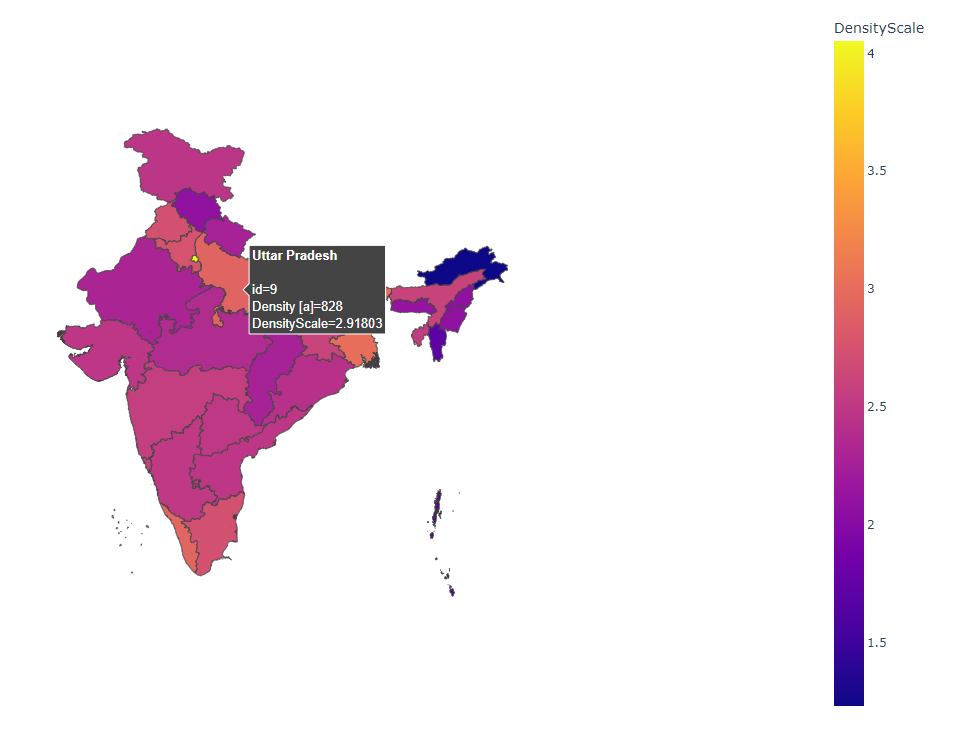 DensityScale
4
3.5
3
2.5
2
1.5
Uttar Pradesh
id=9
Density [a]=828
DensityScale=2.91803